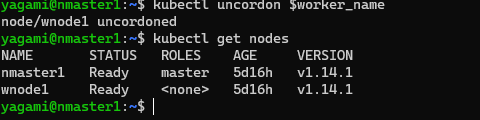 yagami@nmaster1:~$ kubectl uncordon $worker_name
node/wnode1 uncordoned
yagami@nmaster1:~$ kubectl get nodes
NAME       STATUS   ROLES    AGE     VERSION
nmaster1   Ready    master   5d16h   v1.14.1
wnode1     Ready    <none>   5d16h   v1.14.1
yagami@nmaster1:~$